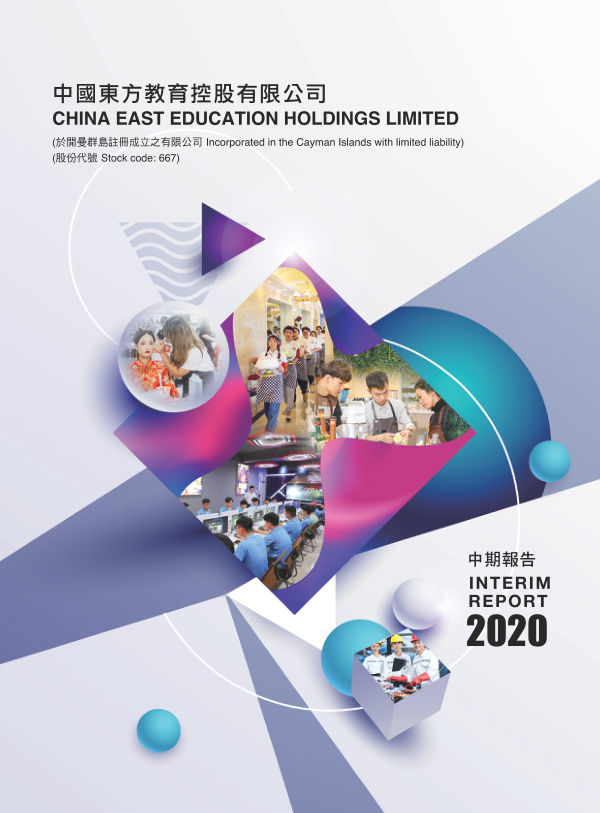 中國東方教育控股有限公司
CHINA EAST EDUCATION HOLDINGS LIMITED
(於開曼群島註冊成立之有限公司 Incorporated in the Cayman Islands with limited liability)
(股份代號 Stock code: 667)
中期報告
INTERIM
REPORT
2020